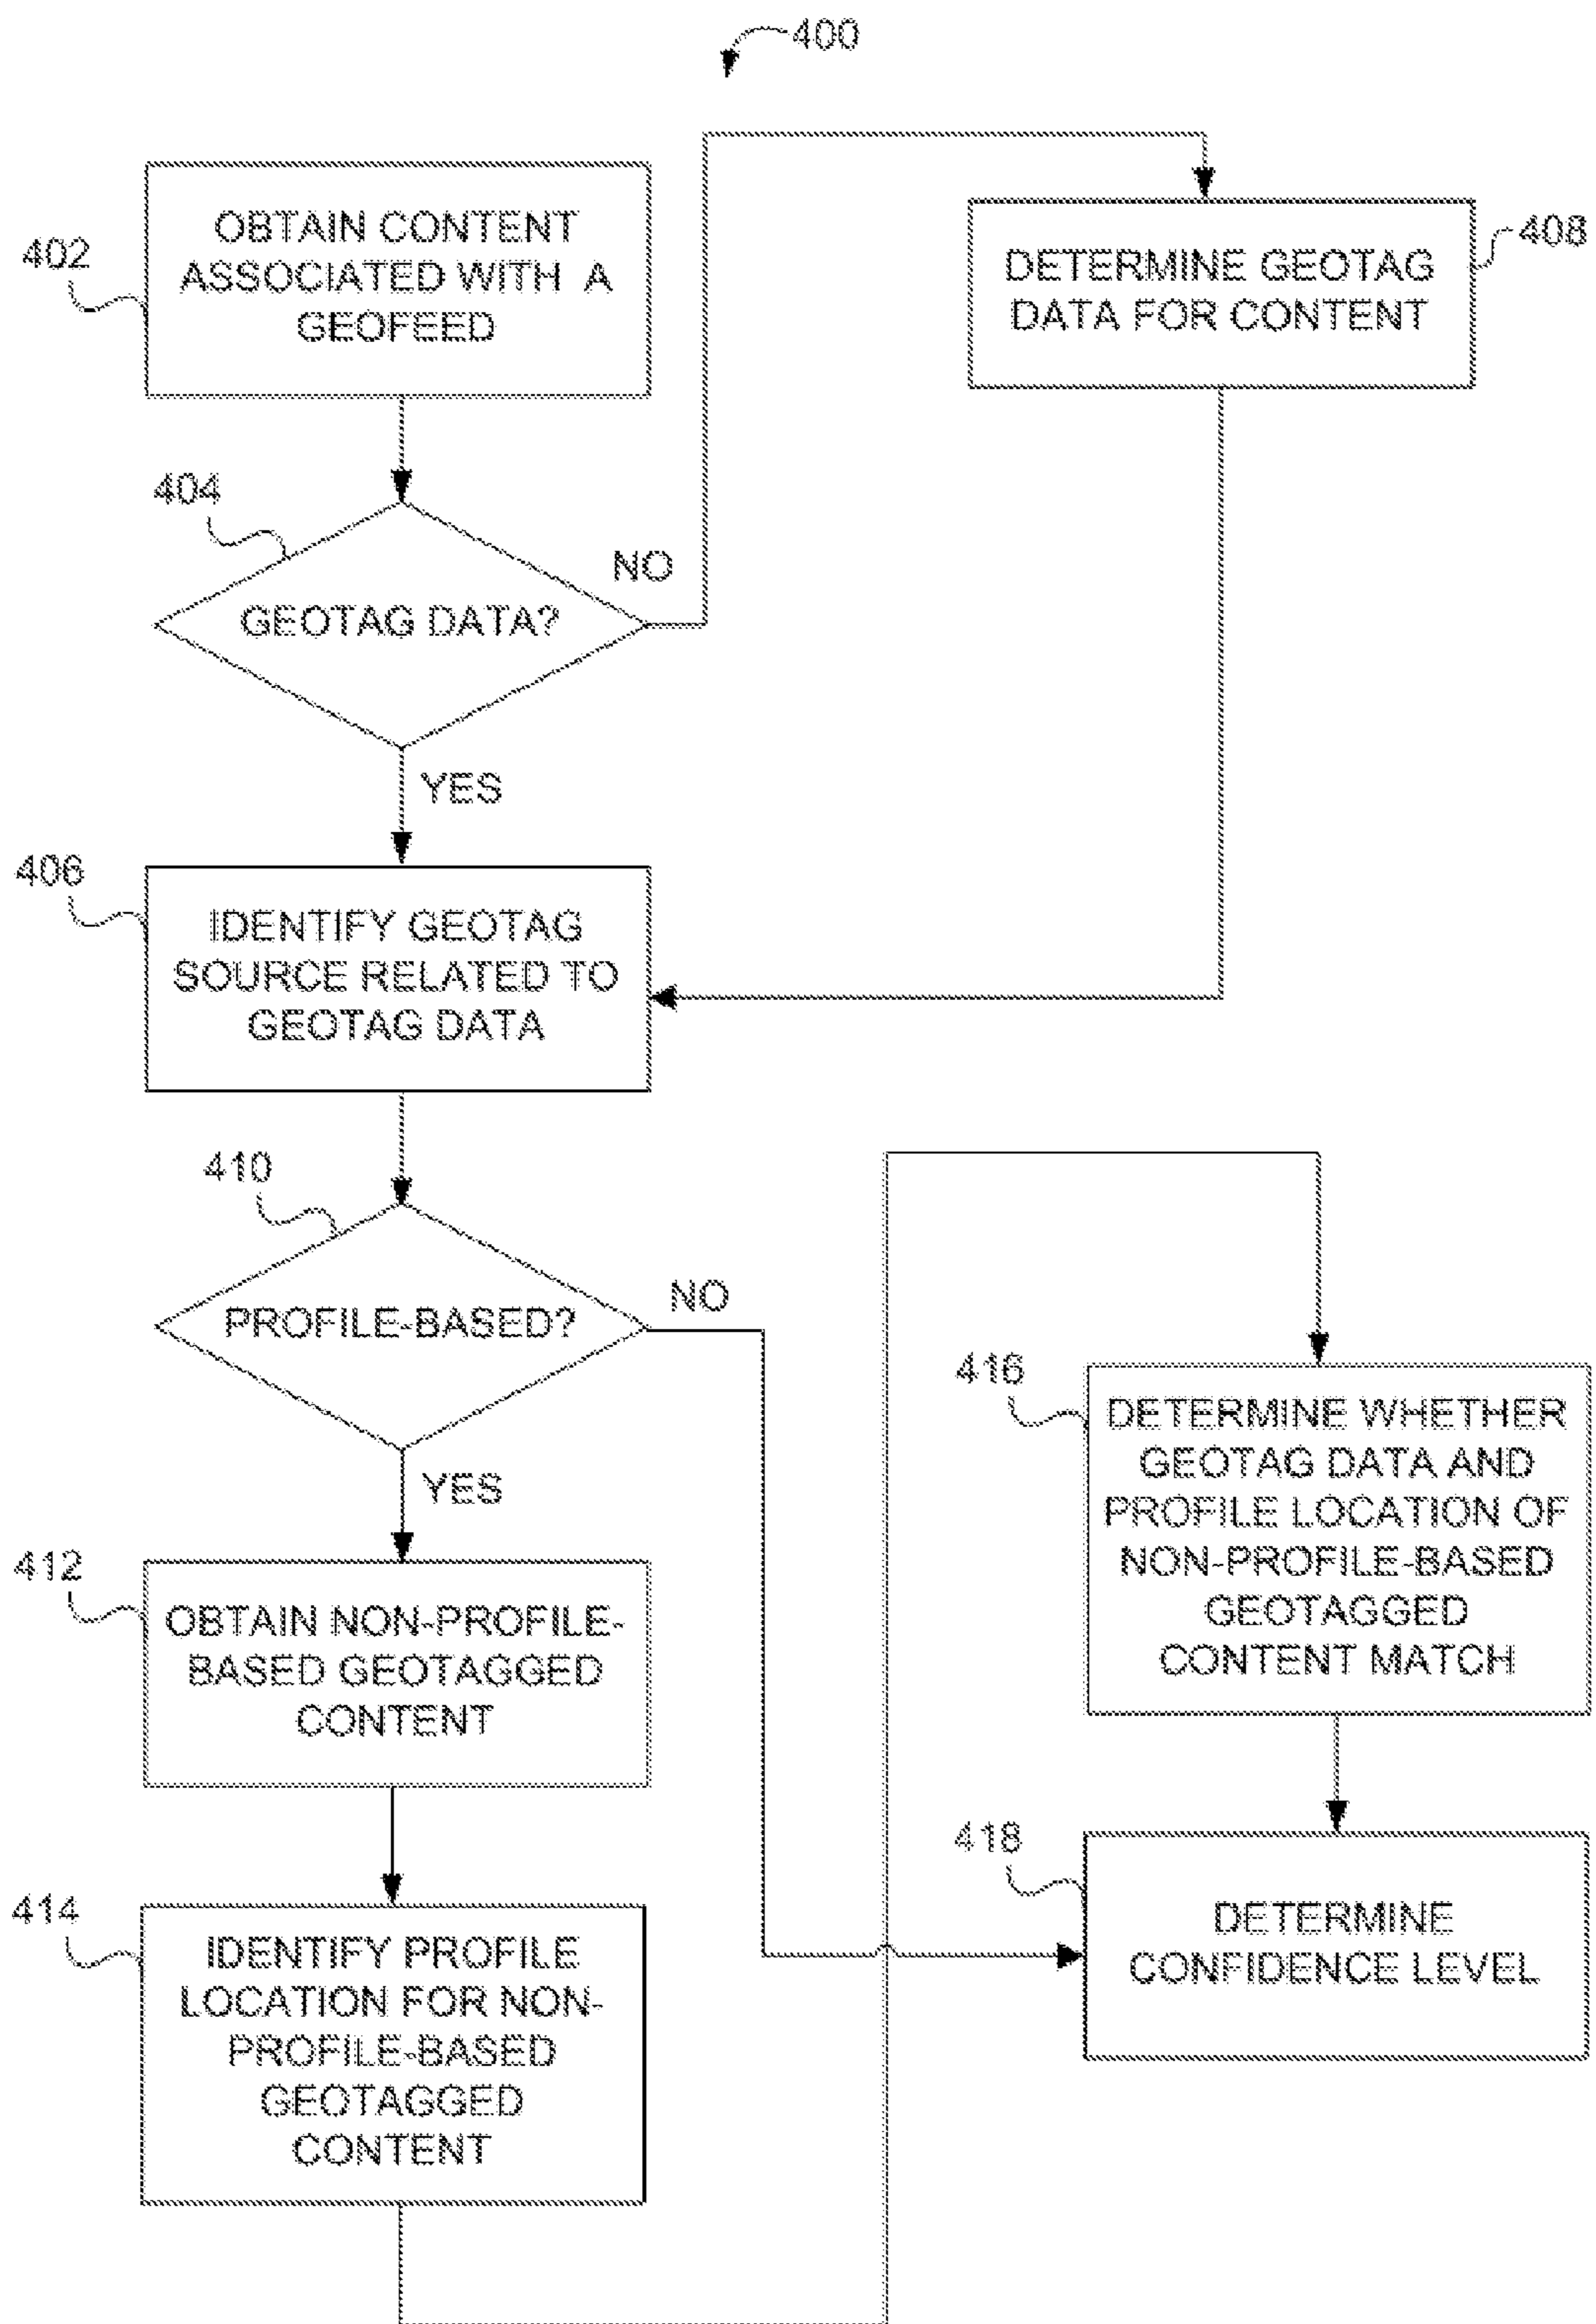 400
402
OBTAIN CONTENT
ASSOCIATED WITH A
GEOFEED
408
DETERMINE GEOTAG
DATA FOR CONTENT
404
GEOTAG DATA?
NO
YES
406
IDENTIFY GEOTAG
SOURCE RELATED TO
GEOTAG DATA
410
PROFILE-BASED?
NO
YES
412
OBTAIN NON-PROFILE-
BASED GEOTAGGED
CONTENT
414
IDENTIFY PROFILE
LOCATION FOR NON-
PROFILE-BASED
GEOTAGGED
CONTENT
416
DETERMINE WHETHER
GEOTAG DATA AND
PROFILE LOCATION OF
NON-PROFILE-BASED
GEOTAGGED
CONTENT MATCH
418
DETERMINE
CONFIDENCE LEVEL